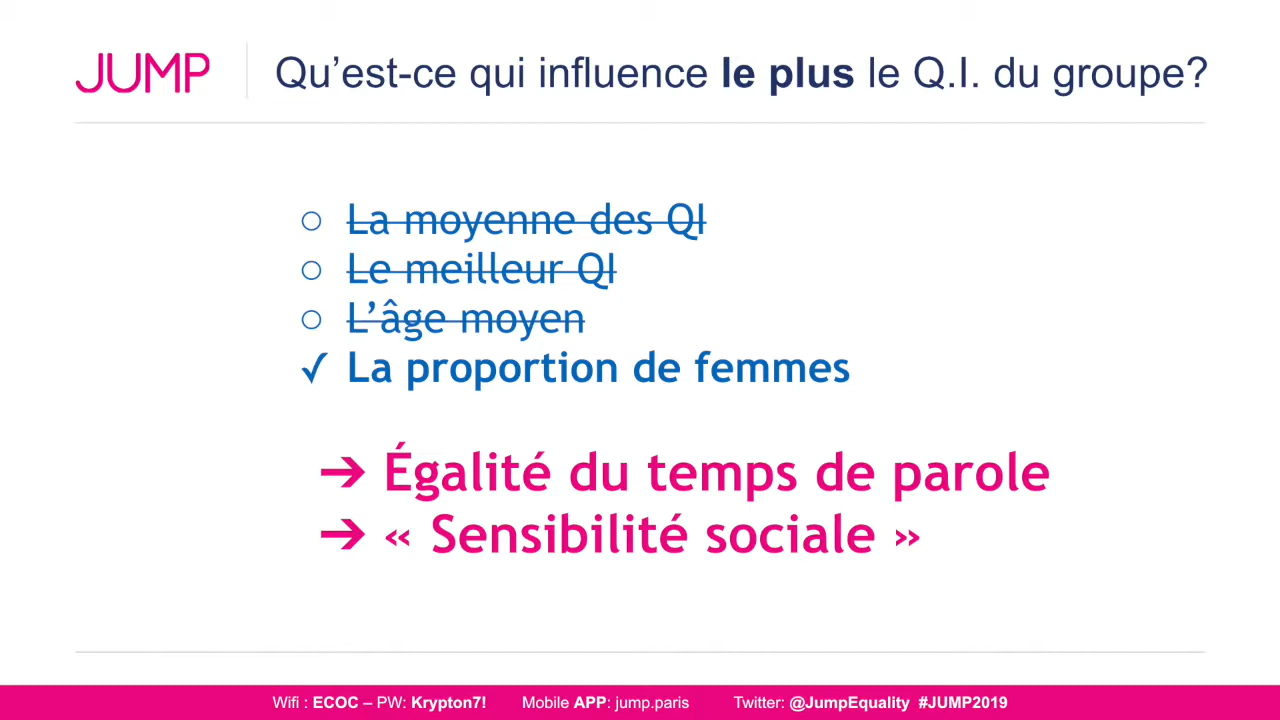 JUMP
Qu’est-ce qui influence le plus le Q.I. du groupe?
○ La moyenne des QI
○ Le meilleur QI
○ L’âge moyen
✓ La proportion de femmes
➔ Égalité du temps de parole
➔ « Sensibilité sociale »
Wifi : ECOC – PW: Krypton7! Mobile APP: jump.paris Twitter: @JumpEquality #JUMP2019